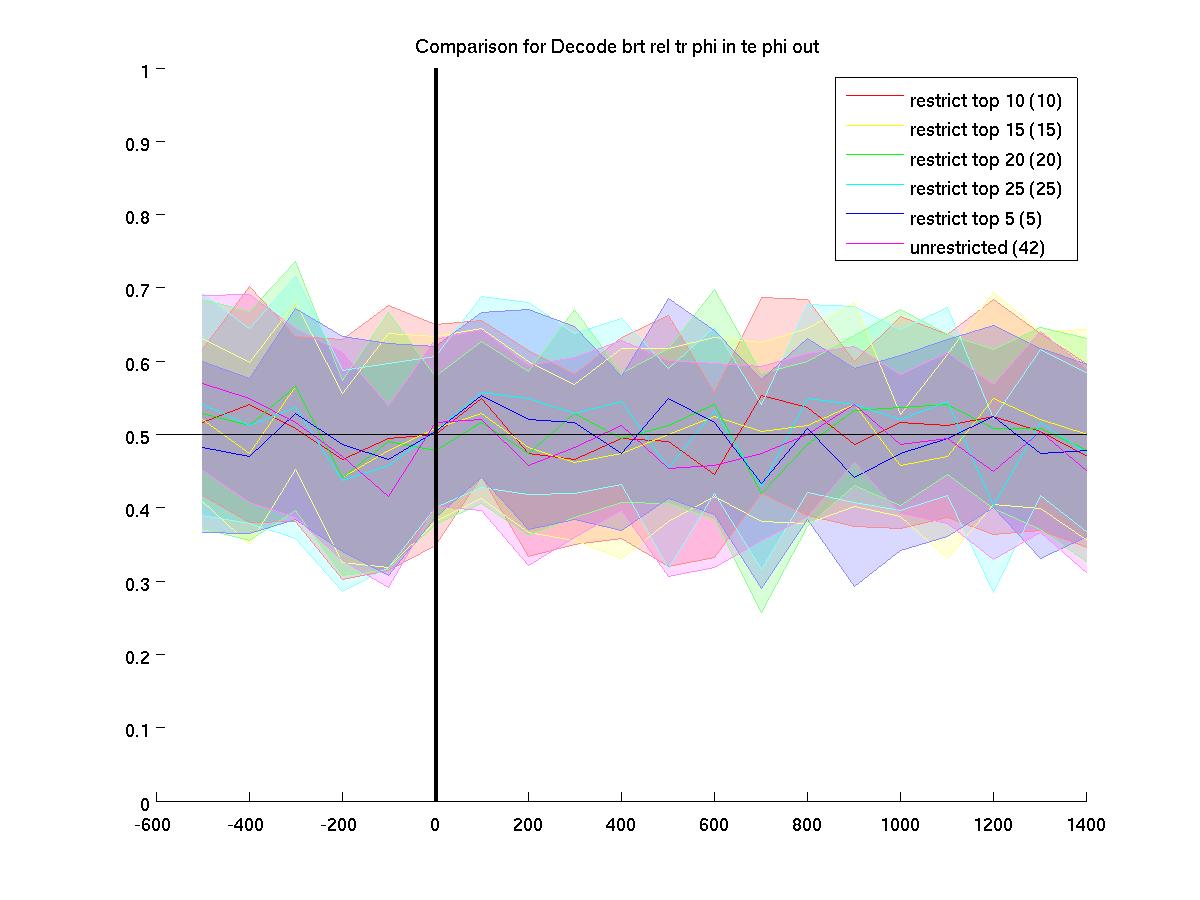 Comparison for Decode brt rel tr phi in te phi out
restrict top 10 (10)
restrict top 15 (15)
restrict top 20 (20)
restrict top 25 (25)
restrict top 5 (5)
unrestricted (42)
1
0.9
0.8
0.7
0.6
0.5
0.4
0.3
0.2
0.1
0
-600 -400 -200 0 200 400 600 800 1000 1200 1400